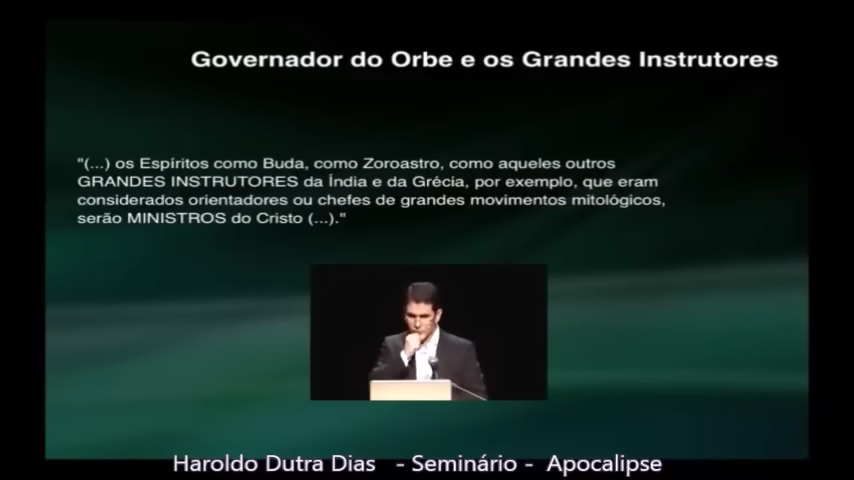 Governador do Orbe e os Grandes Instrutores
"(...) os Espíritos como Buda, como Zoroastro, como aqueles outros
GRANDES INSTRUTORES da Índia e da Grécia, por exemplo, que eram
considerados orientadores ou chefes de grandes movimentos mitológicos,
serão MINISTROS do Cristo (...)."
Haroldo Dutra Dias - Seminário - Apocalipse